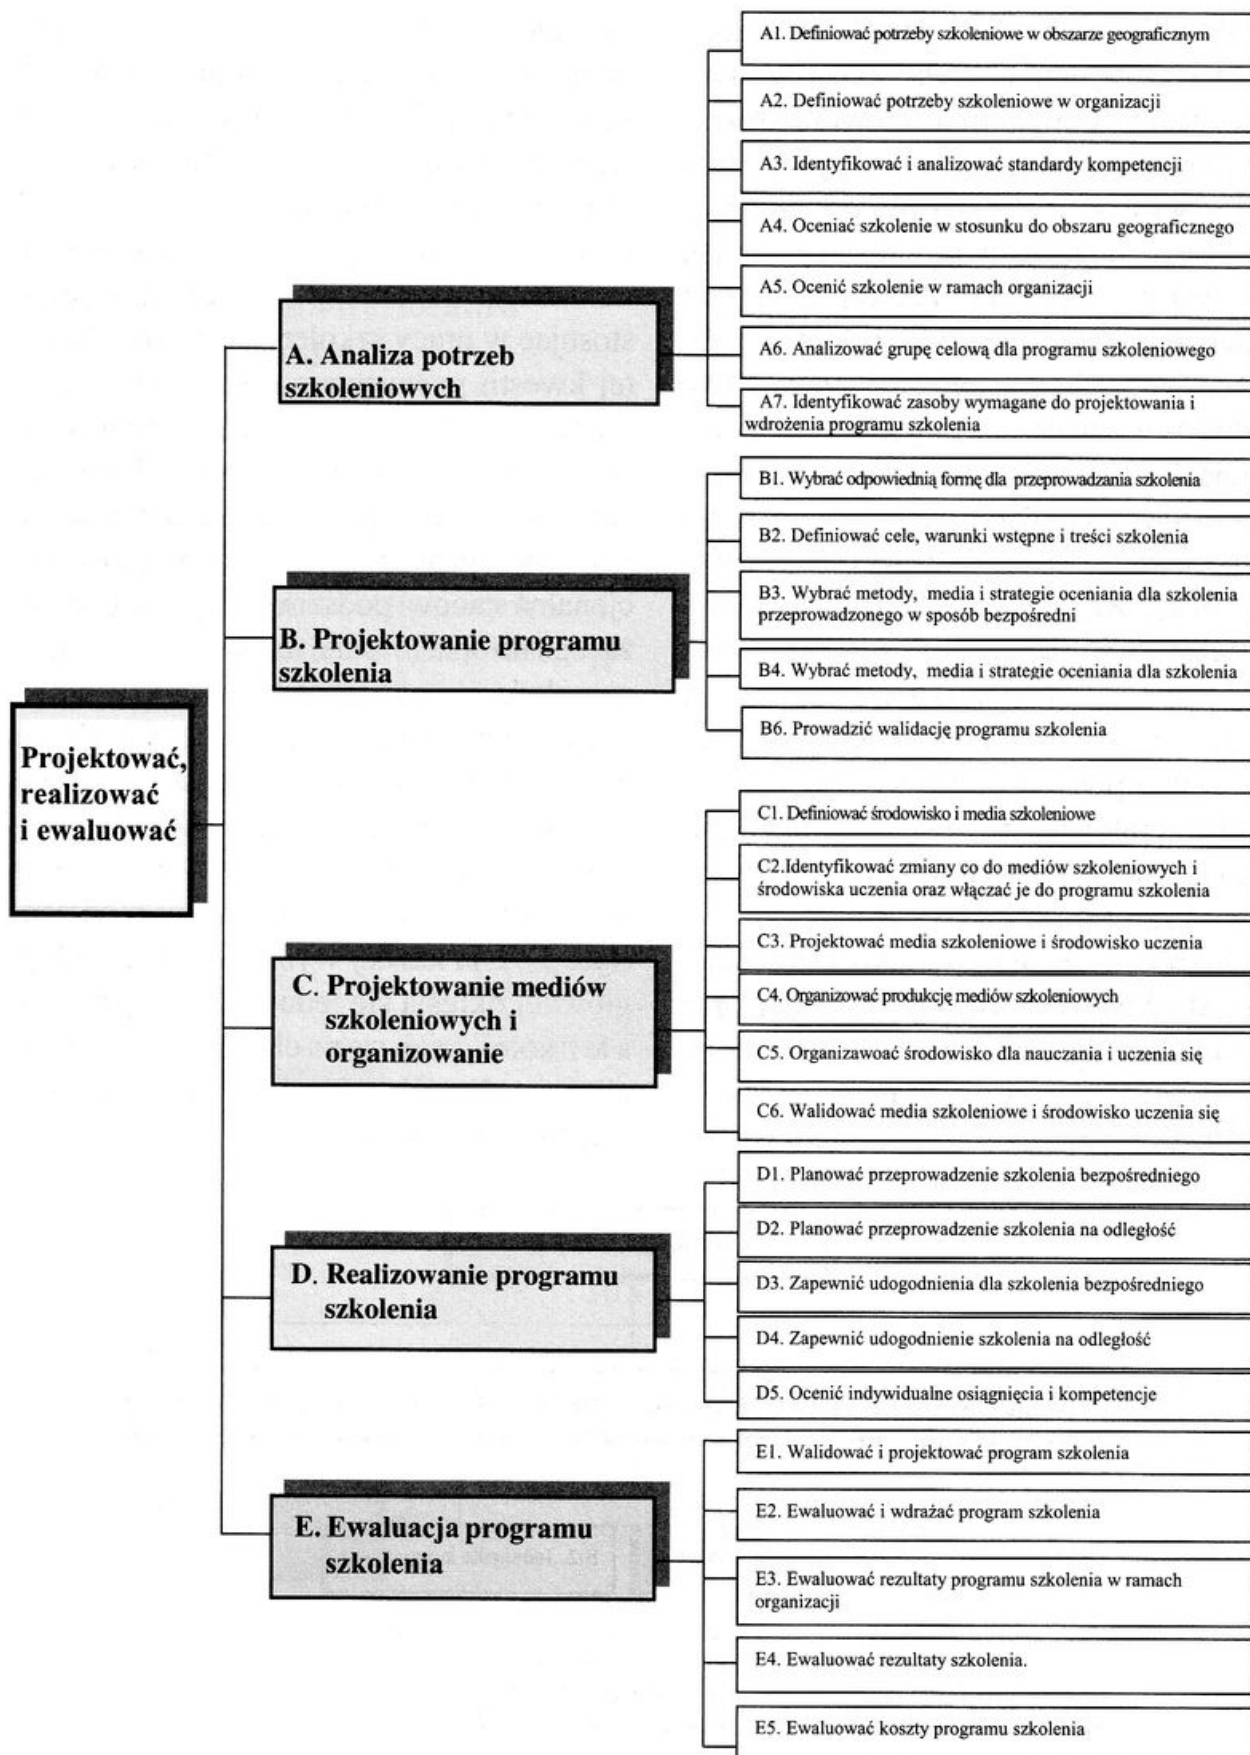 Projektować,
realizować
i ewaluować
A. Analiza potrzeb
szkoleniowych
A1. Definiować potrzeby szkoleniowe w obszarze geograficznym
A2. Definiować potrzeby szkoleniowe w organizacji
A3. Identyfikować i analizować standardy kompetencji
A4. Oceniać szkolenie w stosunku do obszaru geograficznego
A5. Ocenić szkolenie w ramach organizacji
A6. Analizować grupę celową dla programu szkoleniowego
A7. Identyfikować zasoby wymagane do projektowania i
wdrożenia programu szkolenia
B. Projektowanie programu
szkolenia
B1. Wybrać odpowiednią formę dla przeprowadzania szkolenia
B2. Definiować cele, warunki wstępne i treści szkolenia
B3. Wybrać metody, media i strategie oceniania dla szkolenia
przeprowadzonego w sposób bezpośredni
B4. Wybrać metody, media i strategie oceniania dla szkolenia
B6. Prowadzić walidację programu szkolenia
C. Projektowanie mediów
szkoleniowych i
organizowanie
C1. Definiować środowisko i media szkoleniowe
C2.Identyfikować zmiany co do mediów szkoleniowych i
środowiska uczenia oraz włączać je do programu szkolenia
C3. Projektować media szkoleniowe i środowisko uczenia
C4. Organizować produkcję mediów szkoleniowych
C5. Organizawoać środowisko dla nauczania i uczenia się
C6. Walidować media szkoleniowe i środowisko uczenia się
D. Realizowanie programu
szkolenia
D1. Planować przeprowadzenie szkolenia bezpośredniego
D2. Planować przeprowadzenie szkolenia na odległość
D3. Zapewnić udogodnienia dla szkolenia bezpośredniego
D4. Zapewnić udogodnienie szkolenia na odległość
D5. Ocenić indywidualne osiągnięcia i kompetencje
E. Ewaluacja programu
szkolenia
E1. Walidować i projektować program szkolenia
E2. Ewaluować i wdrażać program szkolenia
E3. Ewaluować rezultaty programu szkolenia w ramach
organizacji
E4. Ewaluować rezultaty szkolenia.
E5. Ewaluować koszty programu szkolenia